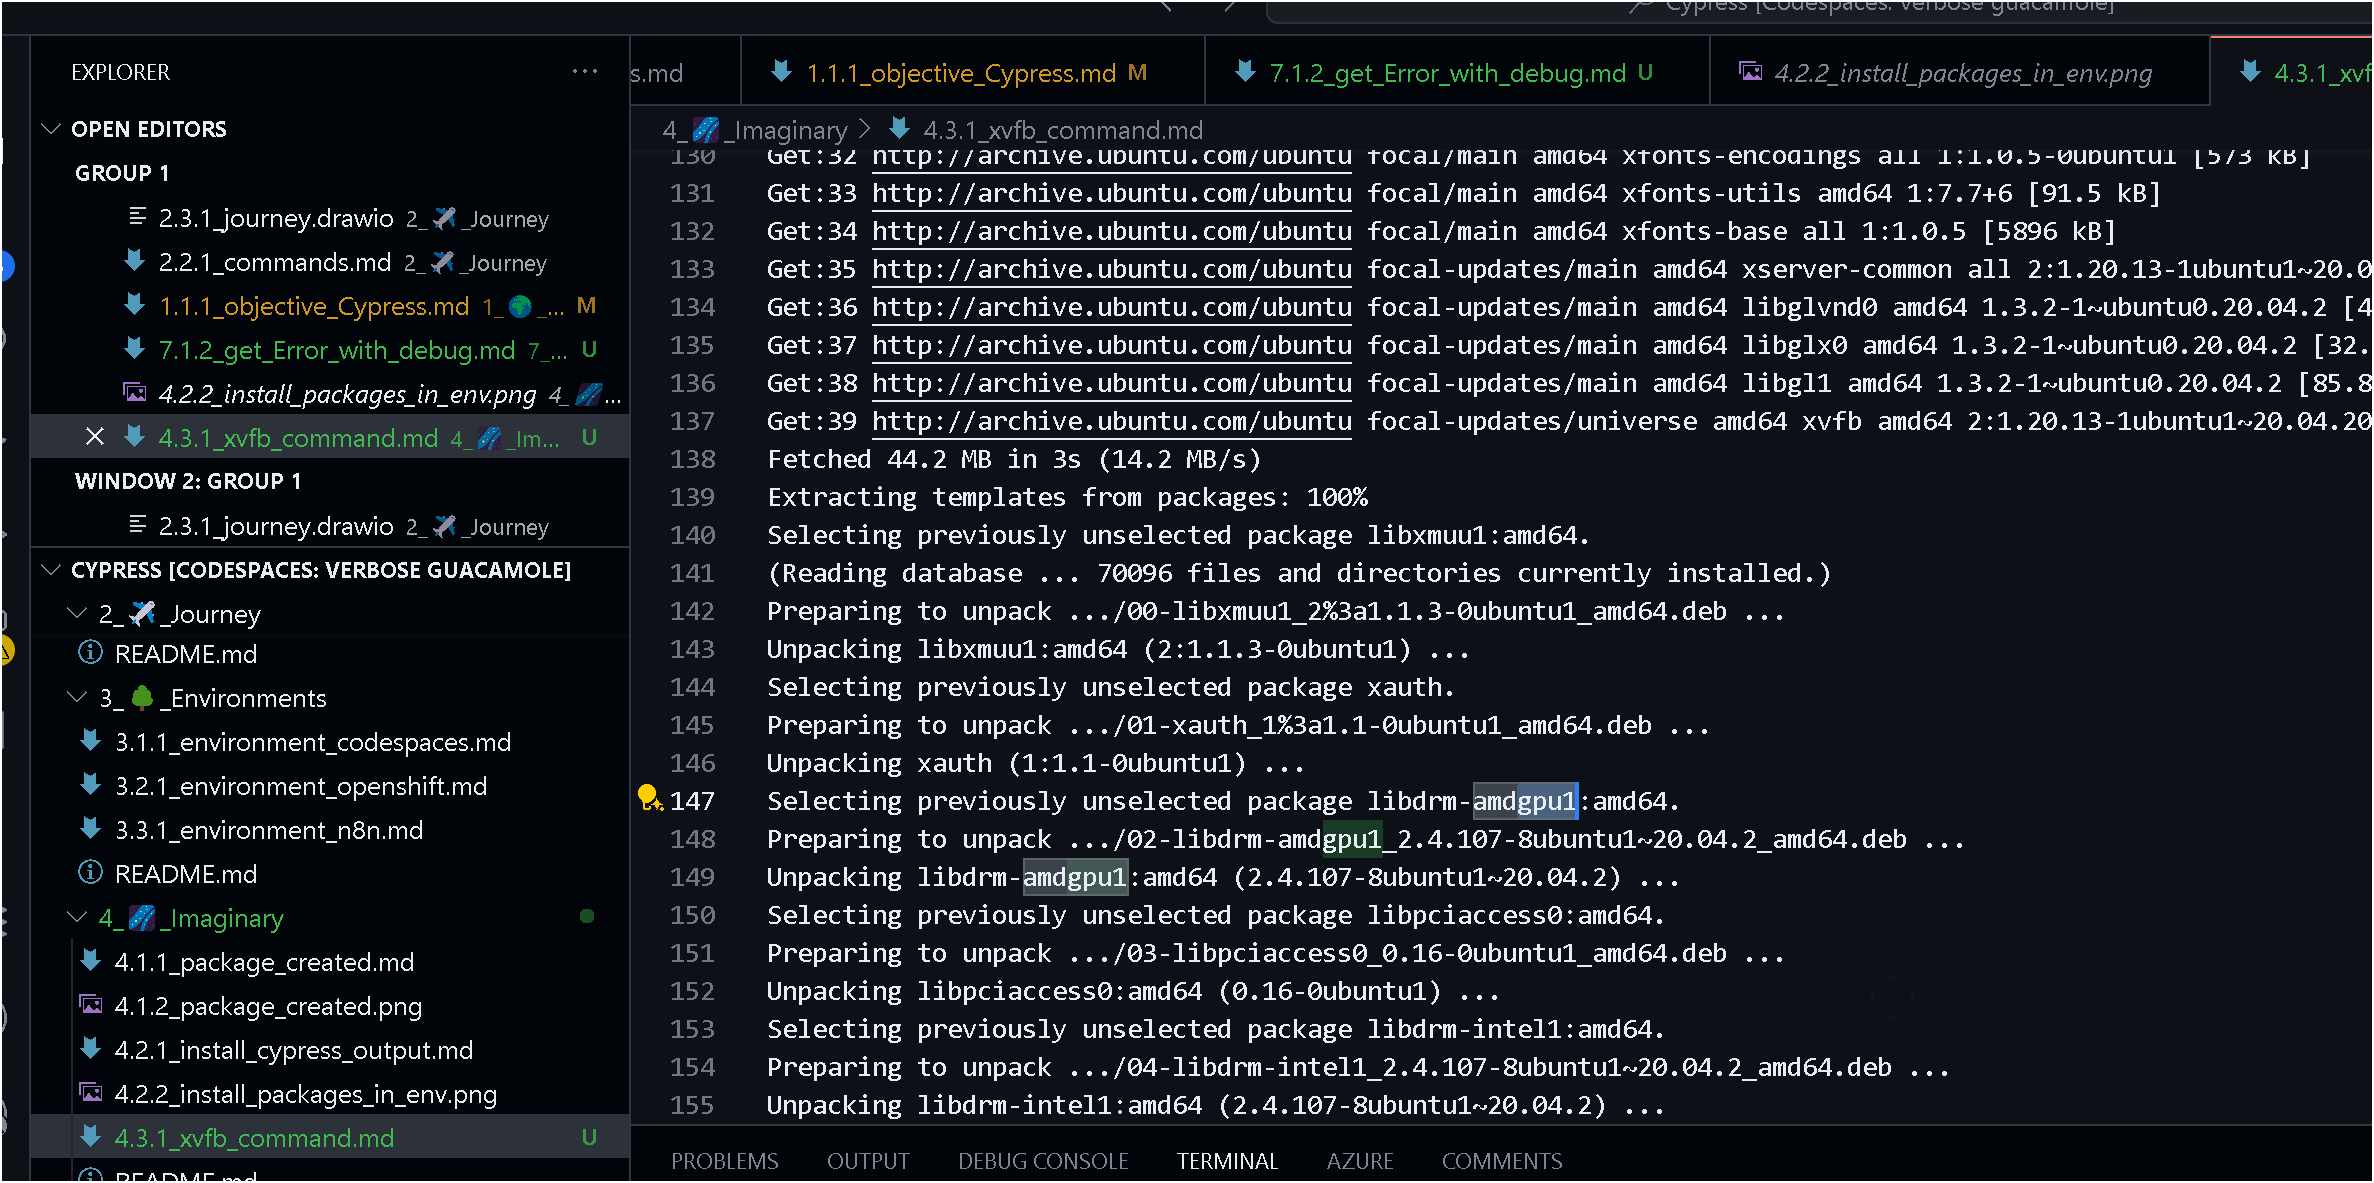 Cypress [Codespaces: verbose guacamole]
EXPLORER
OPEN EDITORS
GROUP 1
2.3.1_journey.drawio 2_✈️_Journey
2.2.1_commands.md 2_✈️_Journey
1.1.1_objective_Cypress.md 1_🌍_... M
7.1.2_get_Error_with_debug.md 7_... U
4.2.2_install_packages_in_env.png 4_🌌...
4.3.1_xvfb_command.md 4_🌌_Im... U
WINDOW 2: GROUP 1
2.3.1_journey.drawio 2_✈️_Journey
CYPRESS [CODESPACES: VERBOSE GUACAMOLE]
2_✈️_Journey
README.md
3_🌳_Environments
3.1.1_environment_codespaces.md
3.2.1_environment_openshift.md
3.3.1_environment_n8n.md
README.md
4_🌌_Imaginary
4.1.1_package_created.md
4.1.2_package_created.png
4.2.1_install_cypress_output.md
4.2.2_install_packages_in_env.png
4.3.1_xvfb_command.md U
README.md
s.md
1.1.1_objective_Cypress.md M
7.1.2_get_Error_with_debug.md U
4.2.2_install_packages_in_env.png
4.3.1_xvf
4_🌌_Imaginary > 4.3.1_xvfb_command.md
130 Get:32 http://archive.ubuntu.com/ubuntu focal/main amd64 xfonts-encodings all 1:1.0.5-0ubuntu1 [573 kB]
131 Get:33 http://archive.ubuntu.com/ubuntu focal/main amd64 xfonts-utils amd64 1:7.7+6 [91.5 kB]
132 Get:34 http://archive.ubuntu.com/ubuntu focal/main amd64 xfonts-base all 1:1.0.5 [5896 kB]
133 Get:35 http://archive.ubuntu.com/ubuntu focal-updates/main amd64 xserver-common all 2:1.20.13-1ubuntu1~20.0
134 Get:36 http://archive.ubuntu.com/ubuntu focal-updates/main amd64 libglvnd0 amd64 1.3.2-1~ubuntu0.20.04.2 [4
135 Get:37 http://archive.ubuntu.com/ubuntu focal-updates/main amd64 libglx0 amd64 1.3.2-1~ubuntu0.20.04.2 [32.
136 Get:38 http://archive.ubuntu.com/ubuntu focal-updates/main amd64 libgl1 amd64 1.3.2-1~ubuntu0.20.04.2 [85.8
137 Get:39 http://archive.ubuntu.com/ubuntu focal-updates/universe amd64 xvfb amd64 2:1.20.13-1ubuntu1~20.04.20
138 Fetched 44.2 MB in 3s (14.2 MB/s)
139 Extracting templates from packages: 100%
140 Selecting previously unselected package libxmuu1:amd64.
141 (Reading database ... 70096 files and directories currently installed.)
142 Preparing to unpack .../00-libxmuu1_2%3a1.1.3-0ubuntu1_amd64.deb ...
143 Unpacking libxmuu1:amd64 (2:1.1.3-0ubuntu1) ...
144 Selecting previously unselected package xauth.
145 Preparing to unpack .../01-xauth_1%3a1.1-0ubuntu1_amd64.deb ...
146 Unpacking xauth (1:1.1-0ubuntu1) ...
147 Selecting previously unselected package libdrm-amdgpu1:amd64.
148 Preparing to unpack .../02-libdrm-amdgpu1_2.4.107-8ubuntu1~20.04.2_amd64.deb ...
149 Unpacking libdrm-amdgpu1:amd64 (2.4.107-8ubuntu1~20.04.2) ...
150 Selecting previously unselected package libpciaccess0:amd64.
151 Preparing to unpack .../03-libpciaccess0_0.16-0ubuntu1_amd64.deb ...
152 Unpacking libpciaccess0:amd64 (0.16-0ubuntu1) ...
153 Selecting previously unselected package libdrm-intel1:amd64.
154 Preparing to unpack .../04-libdrm-intel1_2.4.107-8ubuntu1~20.04.2_amd64.deb ...
155 Unpacking libdrm-intel1:amd64 (2.4.107-8ubuntu1~20.04.2) ...
PROBLEMS OUTPUT DEBUG CONSOLE TERMINAL AZURE COMMENTS